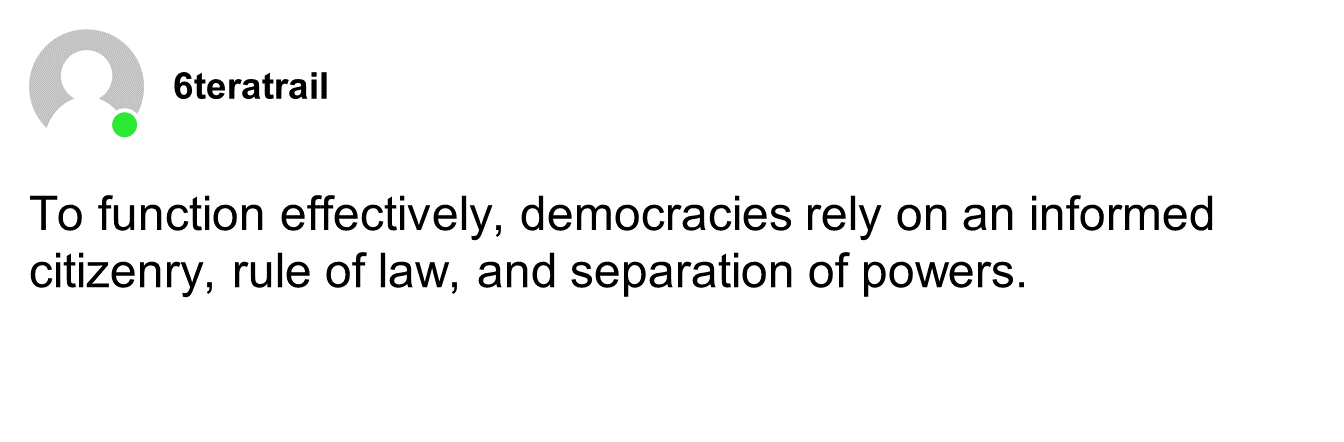 6teratrail
To function effectively, democracies rely on an informed
citizenry, rule of law, and separation of powers.